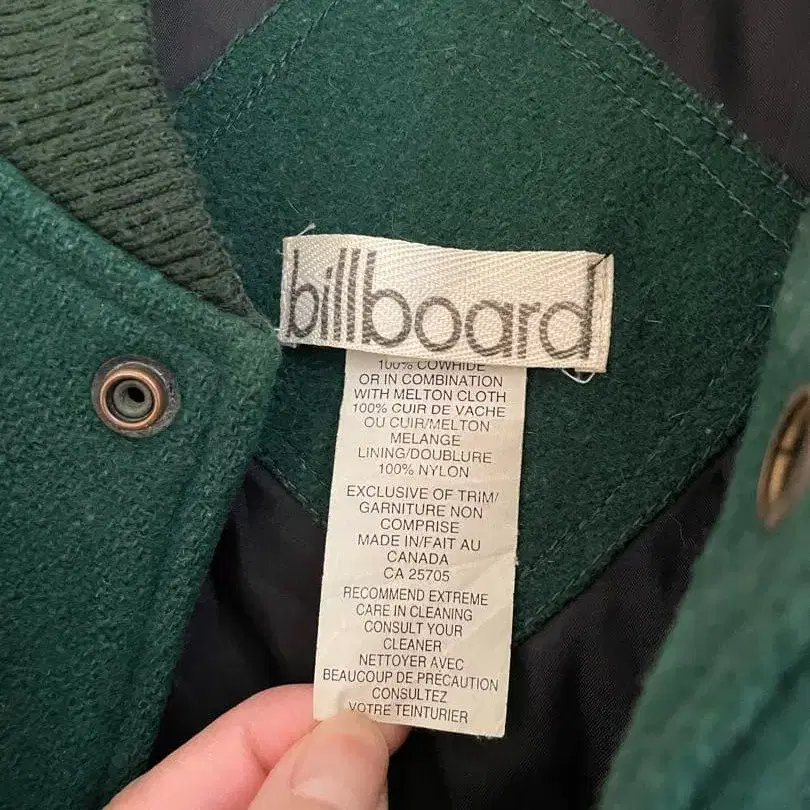 billboard
100% COWHIDE
OR IN COMBINATION
WITH MELTON CLOTH
100% CUIR DE VACHE
OU CUIR/MELTON
MELANGE
LINING/DOUBLURE
100% NYLON
EXCLUSIVE OF TRIM/
GARNITURE NON
COMPRISE
MADE IN/FAIT AU
CANADA
CA 25705
RECOMMEND EXTREME
CARE IN CLEANING
CONSULT YOUR
CLEANER
NETTOYER AVEC
BEAUCOUP DE PRÉCAUTION
CONSULTEZ
VOTRE TEINTURIER